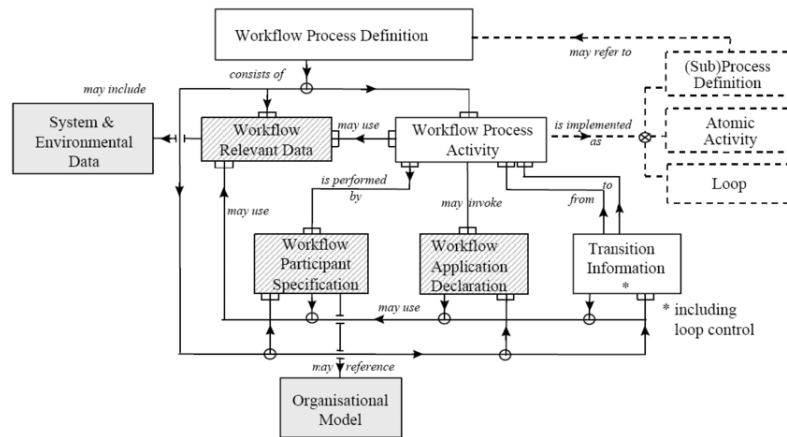 Workflow Process Definition
may refer to
consists of
may include
(Sub)Process
Definition
System &
Environmental
Data
Workflow
Relevant Data
may use
Workflow Process
Activity
is implemented
as
Atomic
Activity
Loop
is performed
by
may use
may invoke
to
from
Workflow
Participant
Specification
Workflow
Application
Declaration
Transition
Information
*
* including
loop control
may use
may reference
Organisational
Model